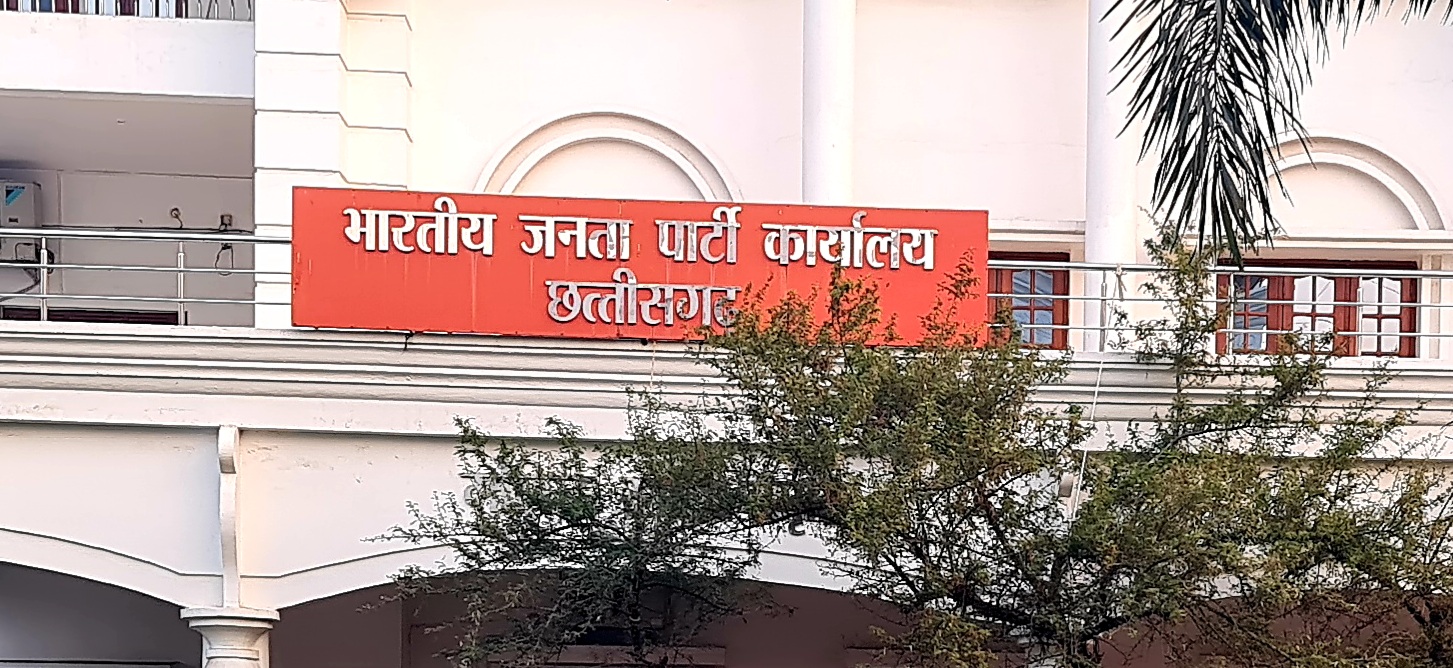 भारतीय जनता पार्टी कार्यालय
छत्तीसगढ़